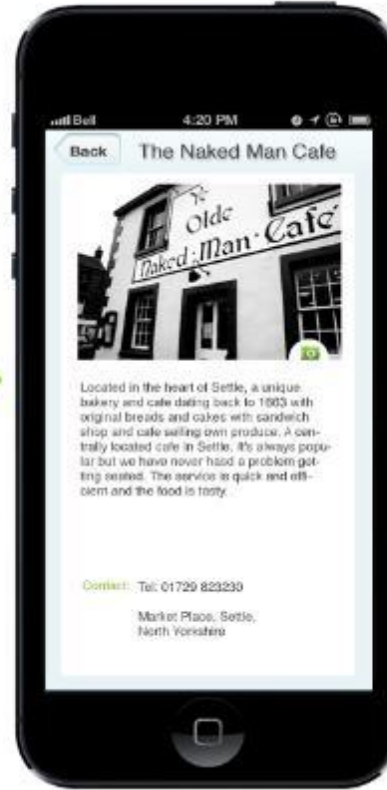 Bell 4:20 PM
Back The Naked Man Cafe
Ye
Olde
Naked Man Café
Located in the heart of Settle, a unique
bakery and cafe dating back to 1663 with
original breads and cakes with sandwich
shop and cafe selling own produce. A cen-
trally located cafe in Settle. It's always popu-
lar but we have never hasd a problem get-
ting seated. The service is quick and effi-
cient and the food is tasty.
Contact: Tel: 01729 823230
Market Place, Settle,
North Yorkshire